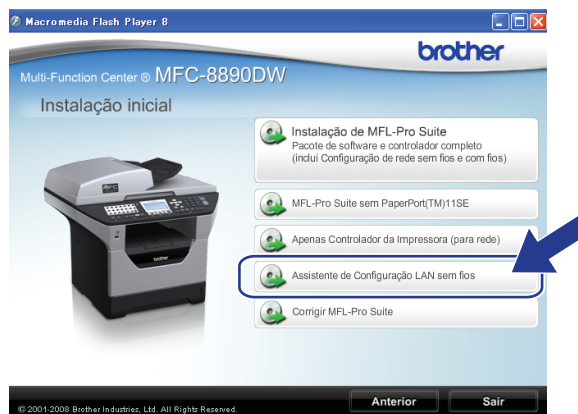 Macromedia Flash Player 8
brother
Multi-Function Center ® MFC-8890DW
Instalação inicial
Instalação de MFL-Pro Suite
Pacote de software e controlador completo
(inclui Configuração de rede sem fios e com fios)
MFL-Pro Suite sem PaperPort(TM)11SE
Apenas Controlador da Impressora (para rede)
Assistente de Configuração LAN sem fios
Corrigir MFL-Pro Suite
Anterior
Sair
© 2001-2008 Brother Industries, Ltd. All Rights Reserved.